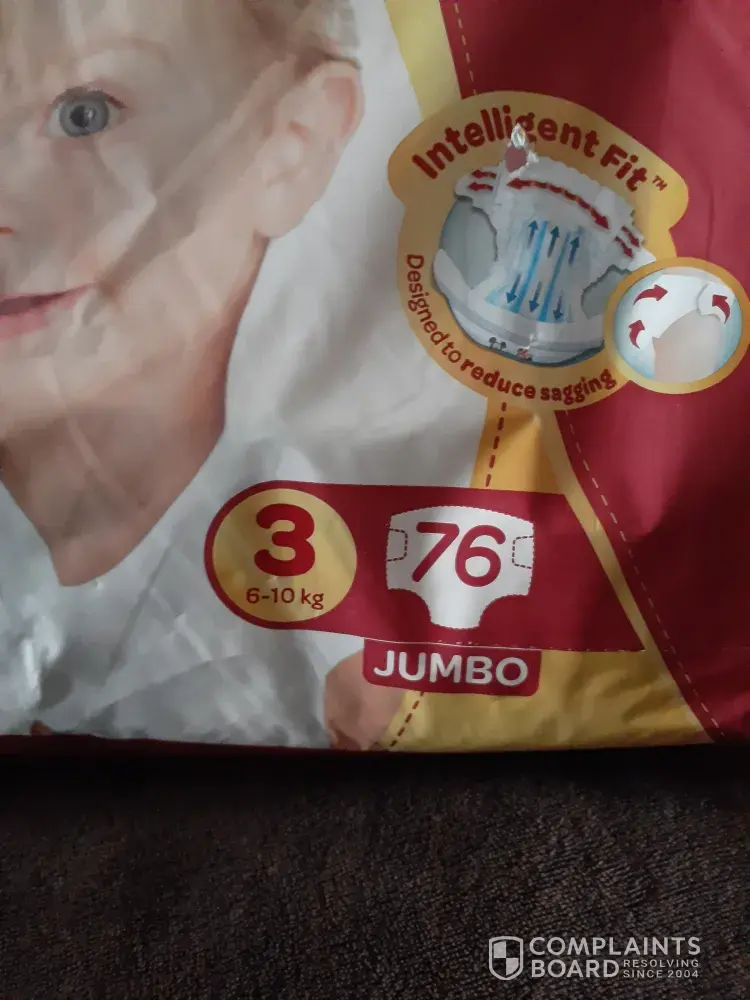 Intelligent Fit™
Designed to reduce sagging
3
6-10 kg
76
JUMBO
COMPLAINTS
BOARD RESOLVING
SINCE 2004